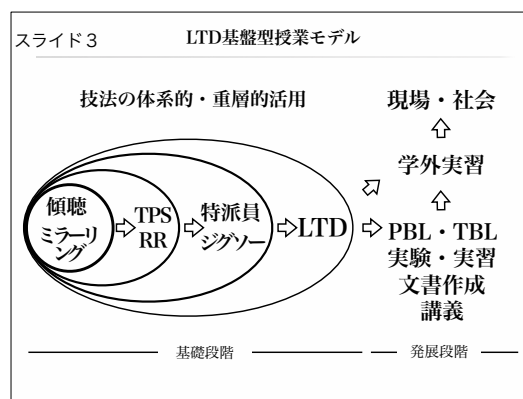 スライド３
LTD基盤型授業モデル
技法の体系的・重層的活用
現場・社会
学外実習
傾聴
ミラーリ
ング
TPS
RR
特派員
ジグソー
LTD
PBL・TBL
実験・実習
文書作成
講義
基礎段階
発展段階